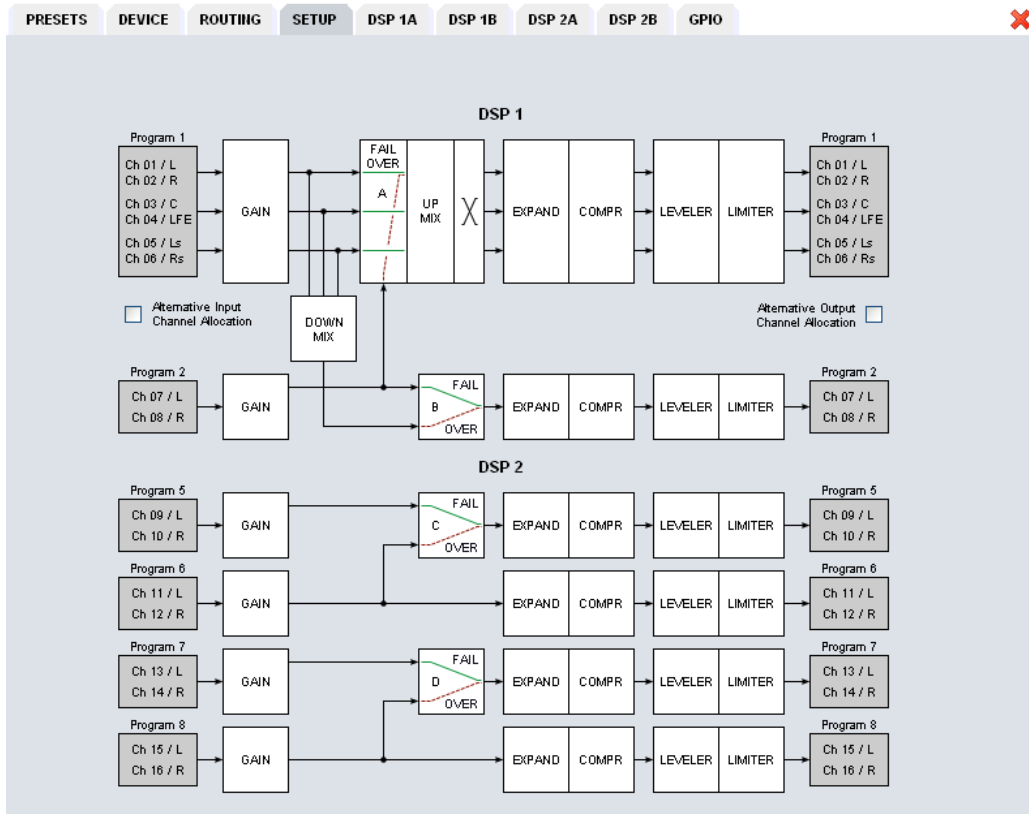 PRESETS DEVICE ROUTING SETUP DSP 1A DSP 1B DSP 2A DSP 2B GPIO
DSP 1
Program 1
Ch 01 / L
Ch 02 / R
Ch 03 / C
Ch 04 / LFE
Ch 05 / Ls
Ch 06 / Rs
GAIN
FAIL
OVER
A
UP
MIX
EXPAND
COMPR
LEVELER
LIMITER
Program 1
Ch 01 / L
Ch 02 / R
Ch 03 / C
Ch 04 / LFE
Ch 05 / Ls
Ch 06 / Rs
Alternative Input
Channel Allocation
DOWN
MIX
Alternative Output
Channel Allocation
Program 2
Ch 07 / L
Ch 08 / R
GAIN
FAIL
B
OVER
EXPAND
COMPR
LEVELER
LIMITER
Program 2
Ch 07 / L
Ch 08 / R
DSP 2
Program 5
Ch 09 / L
Ch 10 / R
GAIN
FAIL
C
OVER
EXPAND
COMPR
LEVELER
LIMITER
Program 5
Ch 09 / L
Ch 10 / R
Program 6
Ch 11 / L
Ch 12 / R
GAIN
EXPAND
COMPR
LEVELER
LIMITER
Program 6
Ch 11 / L
Ch 12 / R
Program 7
Ch 13 / L
Ch 14 / R
GAIN
FAIL
D
OVER
EXPAND
COMPR
LEVELER
LIMITER
Program 7
Ch 13 / L
Ch 14 / R
Program 8
Ch 15 / L
Ch 16 / R
GAIN
EXPAND
COMPR
LEVELER
LIMITER
Program 8
Ch 15 / L
Ch 16 / R